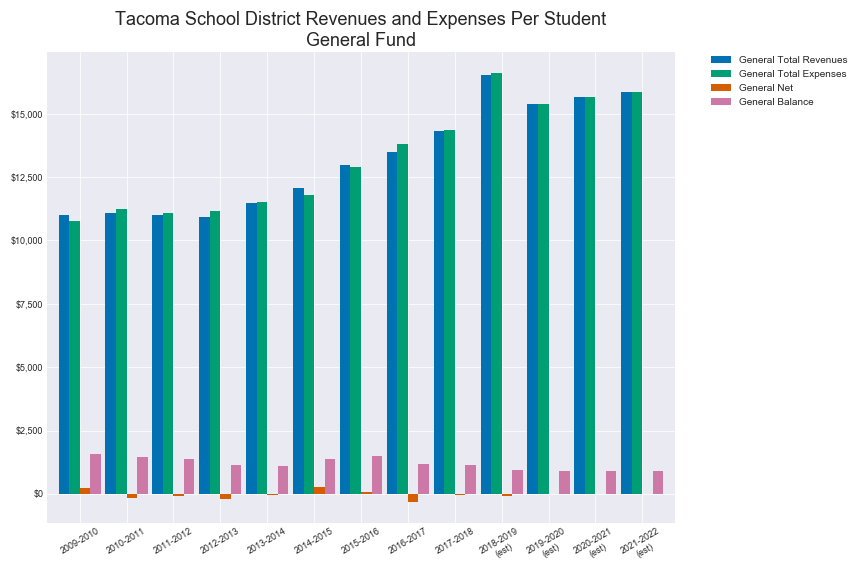 Tacoma School District Revenues and Expenses Per Student
General Fund
General Total Revenues
General Total Expenses
General Net
General Balance
$15,000
$12,500
$10,000
$7,500
$5,000
$2,500
$0
2009-2010
2010-2011
2011-2012
2012-2013
2013-2014
2014-2015
2015-2016
2016-2017
2017-2018
2018-2019
(est)
2019-2020
(est)
2020-2021
(est)
2021-2022
(est)